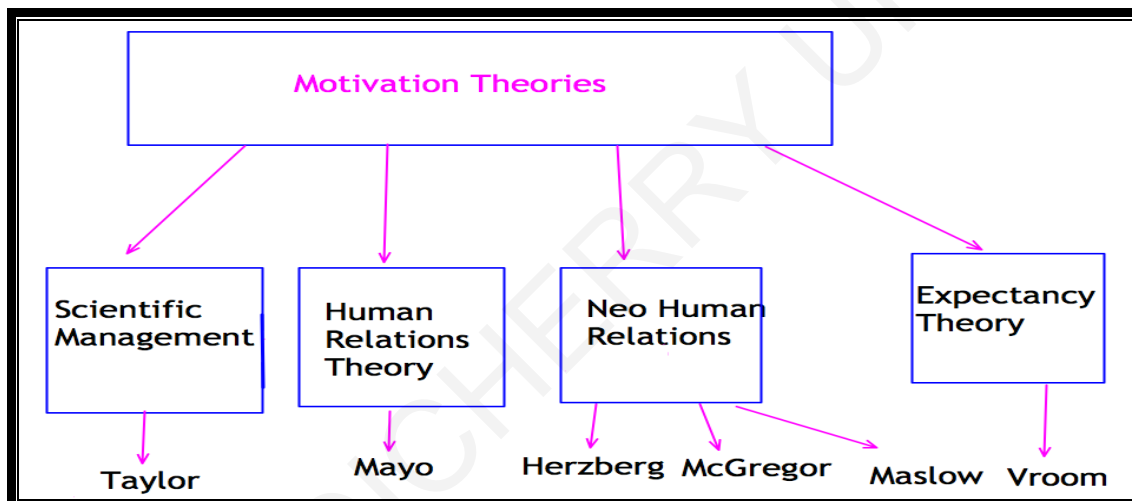 Motivation Theories
Scientific
Management
Human
Relations
Theory
Neo Human
Relations
Expectancy
Theory
Taylor
Mayo
Herzberg
McGregor
Maslow
Vroom